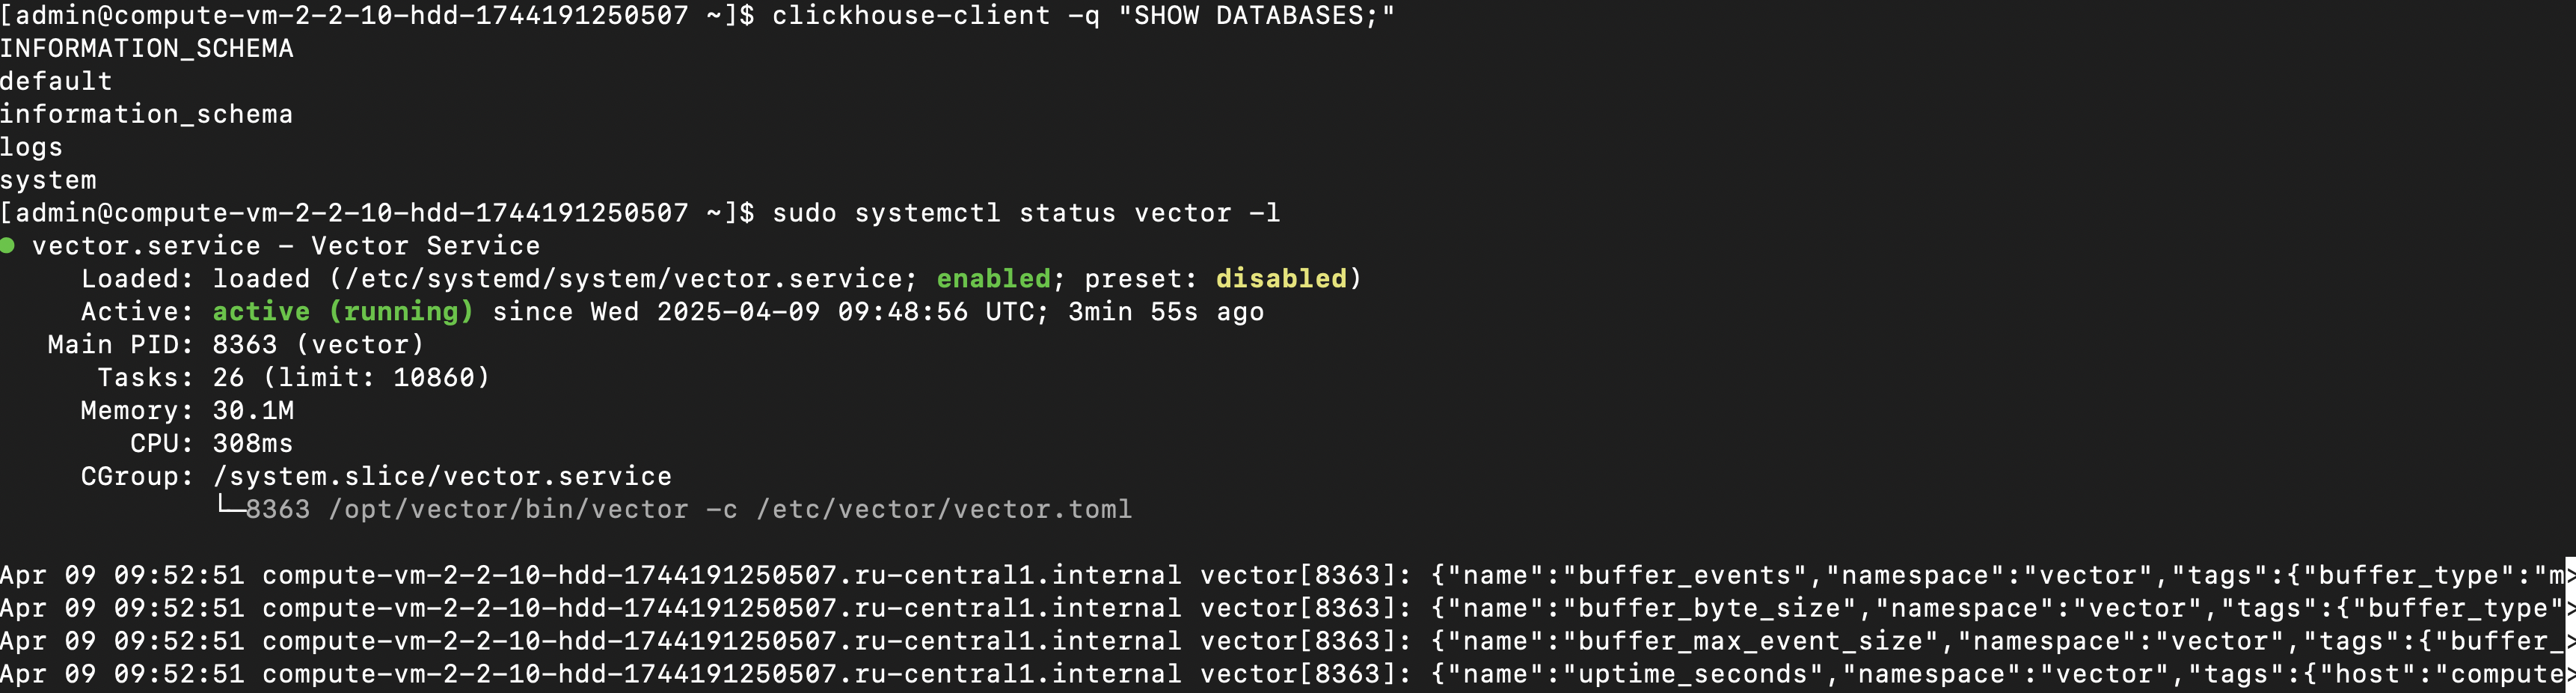 [admin@compute-vm-2-2-10-hdd-1744191250507 ~]$ clickhouse-client -q "SHOW DATABASES;"
INFORMATION_SCHEMA
default
information_schema
logs
system
[admin@compute-vm-2-2-10-hdd-1744191250507 ~]$ sudo systemctl status vector -l
● vector.service - Vector Service
     Loaded: loaded (/etc/systemd/system/vector.service; enabled; preset: disabled)
     Active: active (running) since Wed 2025-04-09 09:48:56 UTC; 3min 55s ago
   Main PID: 8363 (vector)
      Tasks: 26 (limit: 10860)
     Memory: 30.1M
        CPU: 308ms
     CGroup: /system.slice/vector.service
             └─8363 /opt/vector/bin/vector -c /etc/vector/vector.toml
Apr 09 09:52:51 compute-vm-2-2-10-hdd-1744191250507.ru-central1.internal vector[8363]: {"name":"buffer_events","namespace":"vector","tags":{"buffer_type":"m>
Apr 09 09:52:51 compute-vm-2-2-10-hdd-1744191250507.ru-central1.internal vector[8363]: {"name":"buffer_byte_size","namespace":"vector","tags":{"buffer_type">
Apr 09 09:52:51 compute-vm-2-2-10-hdd-1744191250507.ru-central1.internal vector[8363]: {"name":"buffer_max_event_size","namespace":"vector","tags":{"buffer_>
Apr 09 09:52:51 compute-vm-2-2-10-hdd-1744191250507.ru-central1.internal vector[8363]: {"name":"uptime_seconds","namespace":"vector","tags":{"host":"compute>